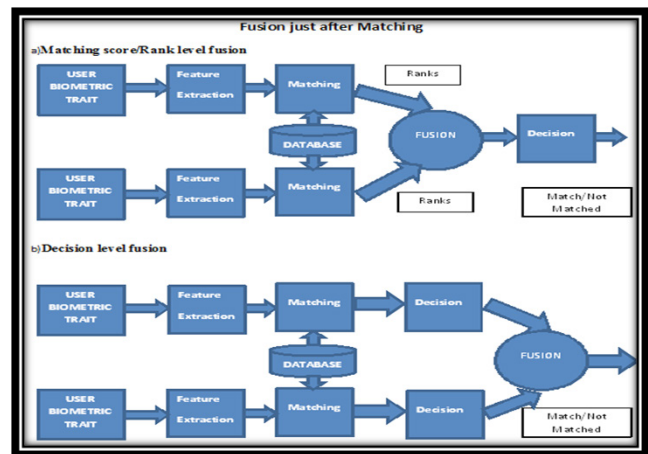 Fusion just after Matching
a)Matching score/Rank level fusion
USER
BIOMETRIC
TRAIT
Feature
Extraction
Matching
Ranks
DATABASE
FUSION
Decision
USER
BIOMETRIC
TRAIT
Feature
Extraction
Matching
Ranks
Match/Not
Matched
b)Decision level fusion
USER
BIOMETRIC
TRAIT
Feature
Extraction
Matching
Decision
DATABASE
FUSION
USER
BIOMETRIC
TRAIT
Feature
Extraction
Matching
Decision
Match/Not
Matched